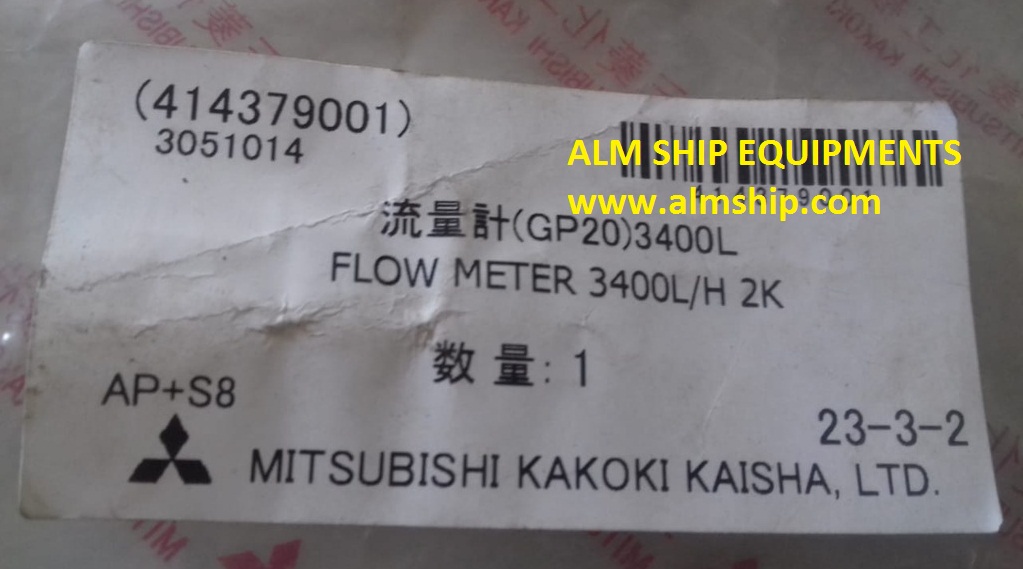 (414379001)
3051014
ALM SHIP EQUIPMENTS
www.almship.com
流量計(GP20)3400L
FLOW METER 3400L/H 2K
数量: 1
AP+S8
23-3-2
MITSUBISHI KAKOKI KAISHA, LTD.